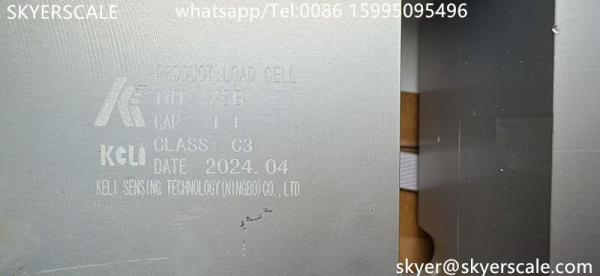 SKYERSCALE
whatsapp/Tel:0086 15995095496
PRODUCT:LOAD CELL
CAP
KeLi
CLASS: C3
DATE 2024.04
KELI SENSING TECHNOLOGY(NINGBO)CO.,LTD
skyer@skyerscale.com